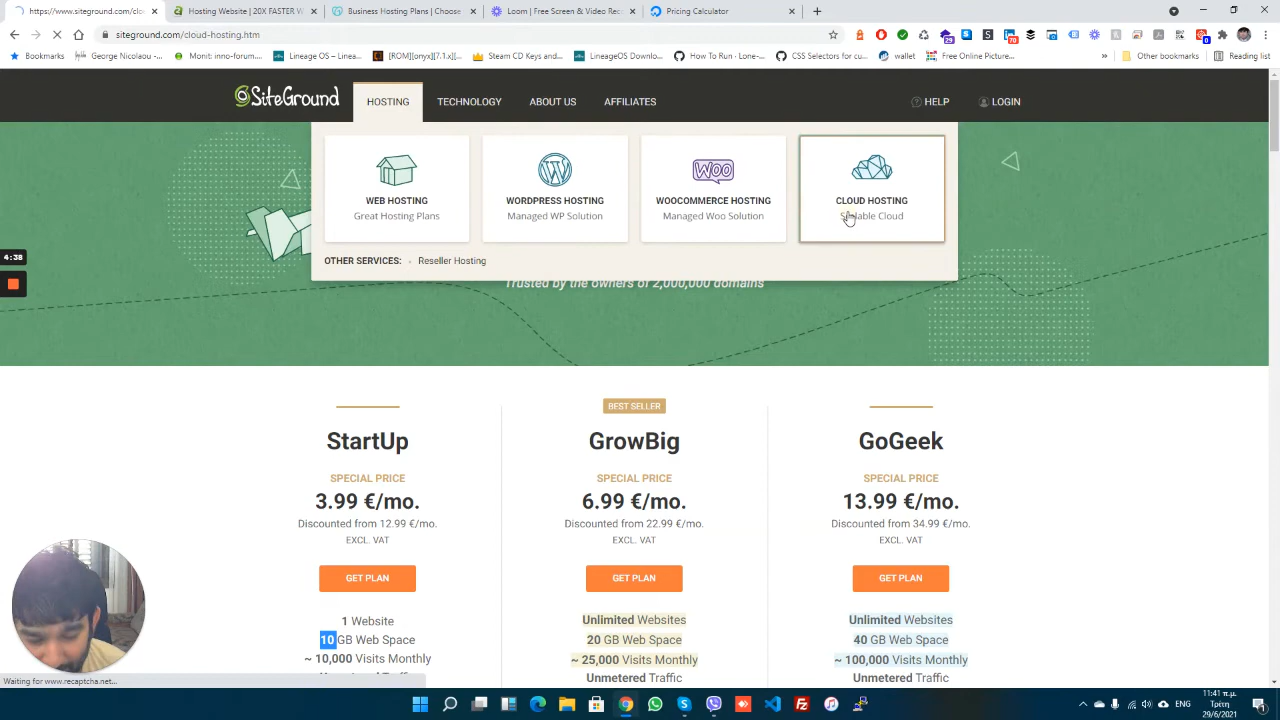 https://www.siteground.com/clo
Hosting Website | 20X FASTER W
Business Hosting Plans | Choose
Loom | Free Screen & Video Rec
Pricing Calculator
siteground.com/cloud-hosting.htm
Bookmarks
George Nicolaou -
Monit: inno-forum...
Lineage OS – Linea...
[ROM][onyx][7.1.x]...
Steam CD Keys and...
LineageOS Downlo...
How To Run · Lone-...
CSS Selectors for c...
wallet
Free Online Picture...
»
Other bookmarks
Reading list
SiteGround
HOSTING
TECHNOLOGY
ABOUT US
AFFILIATES
HELP
LOGIN
WOO
WEB HOSTING
Great Hosting Plans
WORDPRESS HOSTING
Managed WP Solution
WOOCOMMERCE HOSTING
Managed Woo Solution
CLOUD HOSTING
Scalable Cloud
4:38
OTHER SERVICES:
Reseller Hosting
Trusted by the owners of 2,000,000 domains
BEST SELLER
StartUp
GrowBig
GoGeek
SPECIAL PRICE
SPECIAL PRICE
SPECIAL PRICE
3.99 €/mo.
6.99 €/mo.
13.99 €/mo.
Discounted from 12.99 €/mo.
Discounted from 22.99 €/mo.
Discounted from 34.99 €/mo.
EXCL. VAT
EXCL. VAT
EXCL. VAT
GET PLAN
GET PLAN
GET PLAN
1 Website
Unlimited Websites
Unlimited Websites
10 GB Web Space
20 GB Web Space
40 GB Web Space
~ 10,000 Visits Monthly
~ 25,000 Visits Monthly
~ 100,000 Visits Monthly
Unmetered Traffic
Unmetered Traffic
Waiting for www.recaptcha.net...
ENG
11:41 π.μ.
Τρίτη
29/6/2021